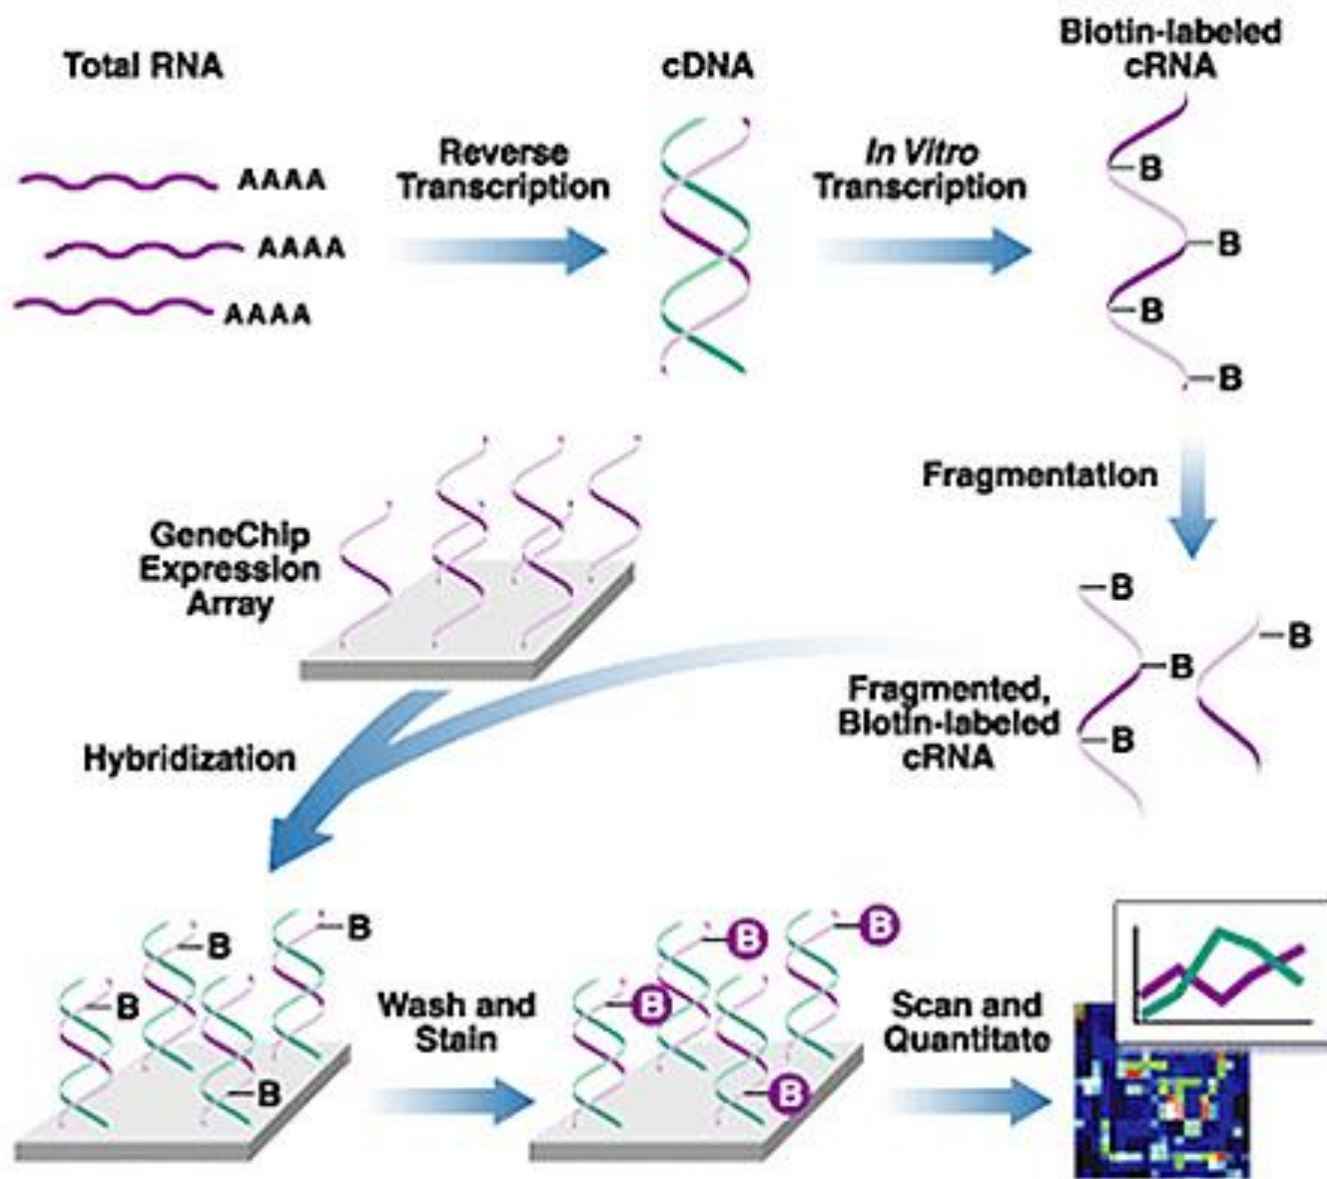 Total RNA
AAAA
AAAA
AAAA
Reverse
Transcription
cDNA
In Vitro
Transcription
Biotin-labeled
cRNA
B
B
B
B
Fragmentation
GeneChip
Expression
Array
B
B
B
B
Fragmented,
Biotin-labeled
cRNA
Hybridization
B
B
B
B
Wash and
Stain
B
B
B
B
Scan and
Quantitate